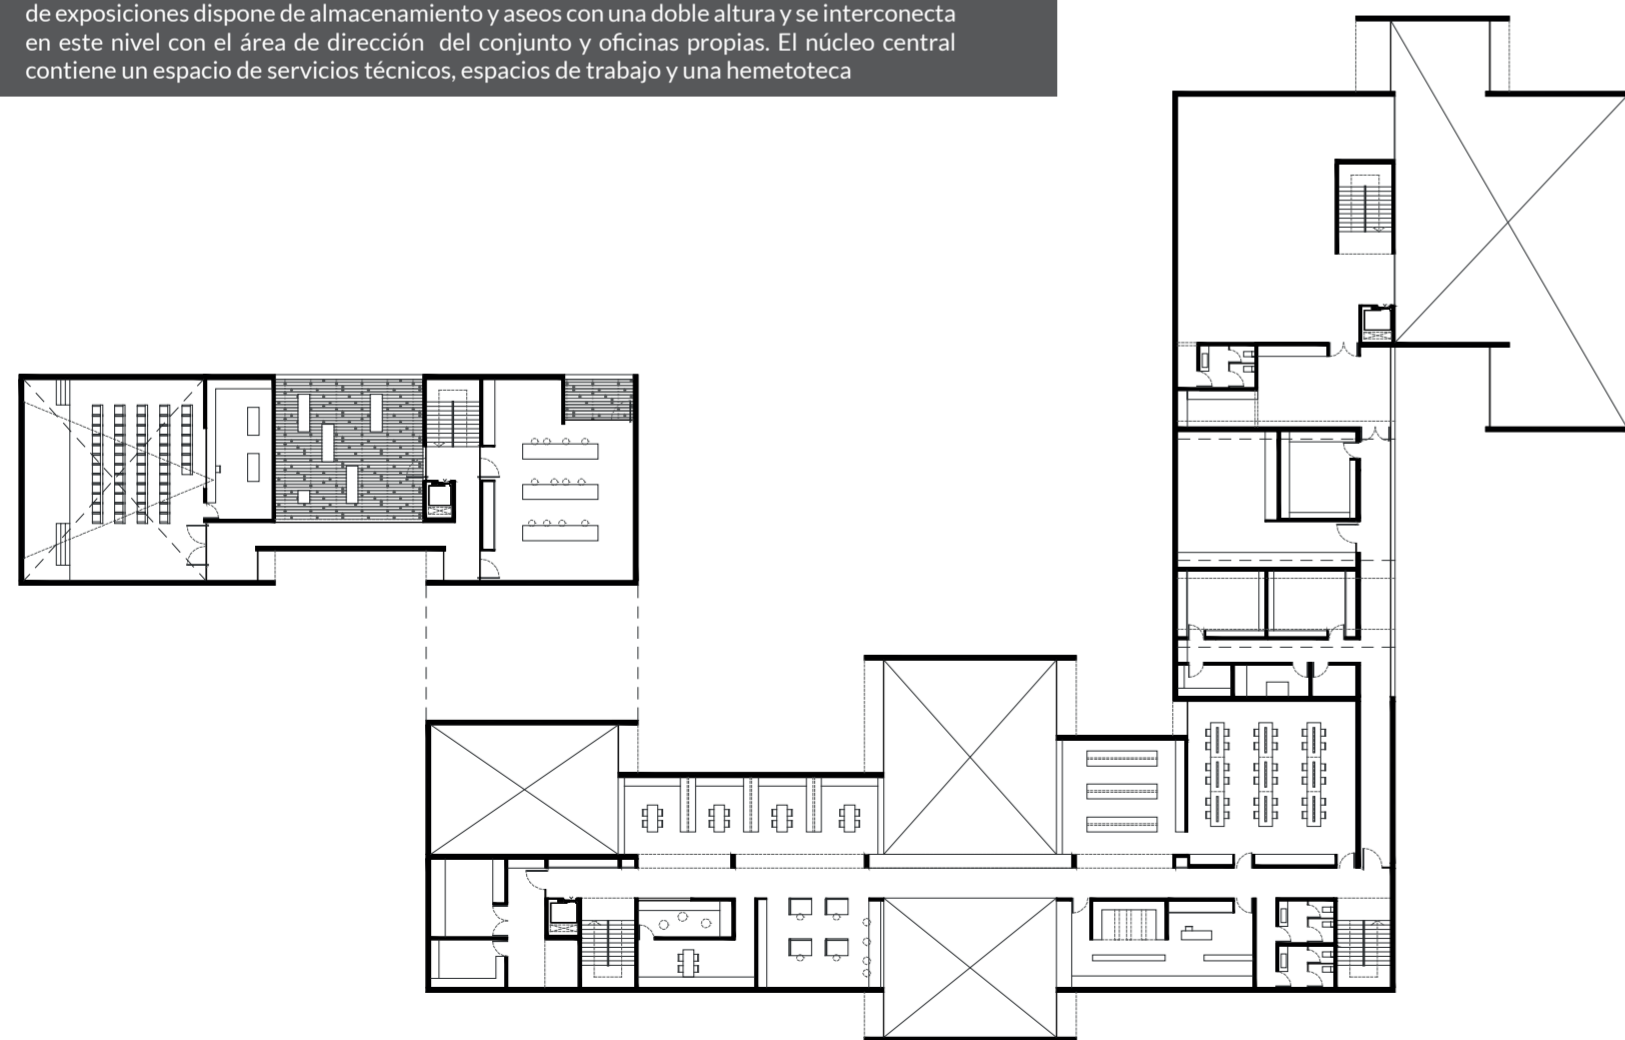 de exposiciones dispone de almacenamiento y aseos con una doble altura y se interconecta
en este nivel con el área de dirección del conjunto y oficinas propias. El núcleo central
contiene un espacio de servicios técnicos, espacios de trabajo y una hemetoteca